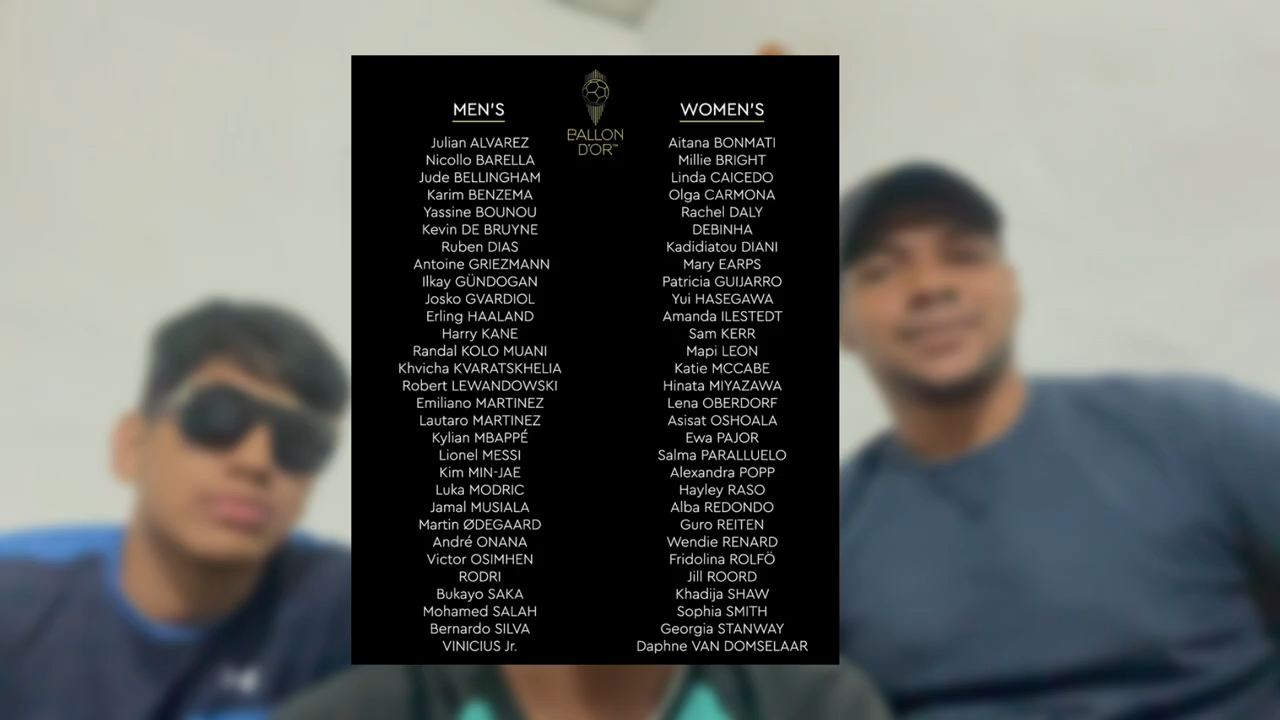 BALLON
D'OR™
MEN'S
Julian ALVAREZ
Nicollo BARELLA
Jude BELLINGHAM
Karim BENZEMA
Yassine BOUNOU
Kevin DE BRUYNE
Ruben DIAS
Antoine GRIEZMANN
Ilkay GÜNDOGAN
Josko GVARDIOL
Erling HAALAND
Harry KANE
Randal KOLO MUANI
Khvicha KVARATSKHELIA
Robert LEWANDOWSKI
Emiliano MARTINEZ
Lautaro MARTINEZ
Kylian MBAPPÉ
Lionel MESSI
Kim MIN-JAE
Luka MODRIC
Jamal MUSIALA
Martin ØDEGAARD
André ONANA
Victor OSIMHEN
RODRI
Bukayo SAKA
Mohamed SALAH
Bernardo SILVA
VINICIUS Jr.
WOMEN'S
Aitana BONMATI
Millie BRIGHT
Linda CAICEDO
Olga CARMONA
Rachel DALY
DEBINHA
Kadidiatou DIANI
Mary EARPS
Patricia GUIJARRO
Yui HASEGAWA
Amanda ILESTEDT
Sam KERR
Mapi LEON
Katie MCCABE
Hinata MIYAZAWA
Lena OBERDORF
Asisat OSHOALA
Ewa PAJOR
Salma PARALLUELO
Alexandra POPP
Hayley RASO
Alba REDONDO
Guro REITEN
Wendie RENARD
Fridolina ROLFÖ
Jill ROORD
Khadija SHAW
Sophia SMITH
Georgia STANWAY
Daphne VAN DOMSELAAR